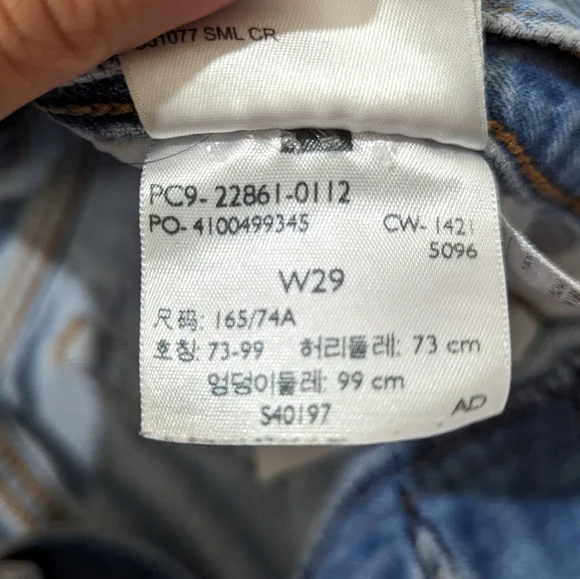 SML CR
PC9- 22861-0112
PO- 4100499345 CW- 1421
5096
W29
尺码: 165/74A
호칭: 73-99 허리둘레: 73 cm
엉덩이둘레: 99 cm
S40197 AD